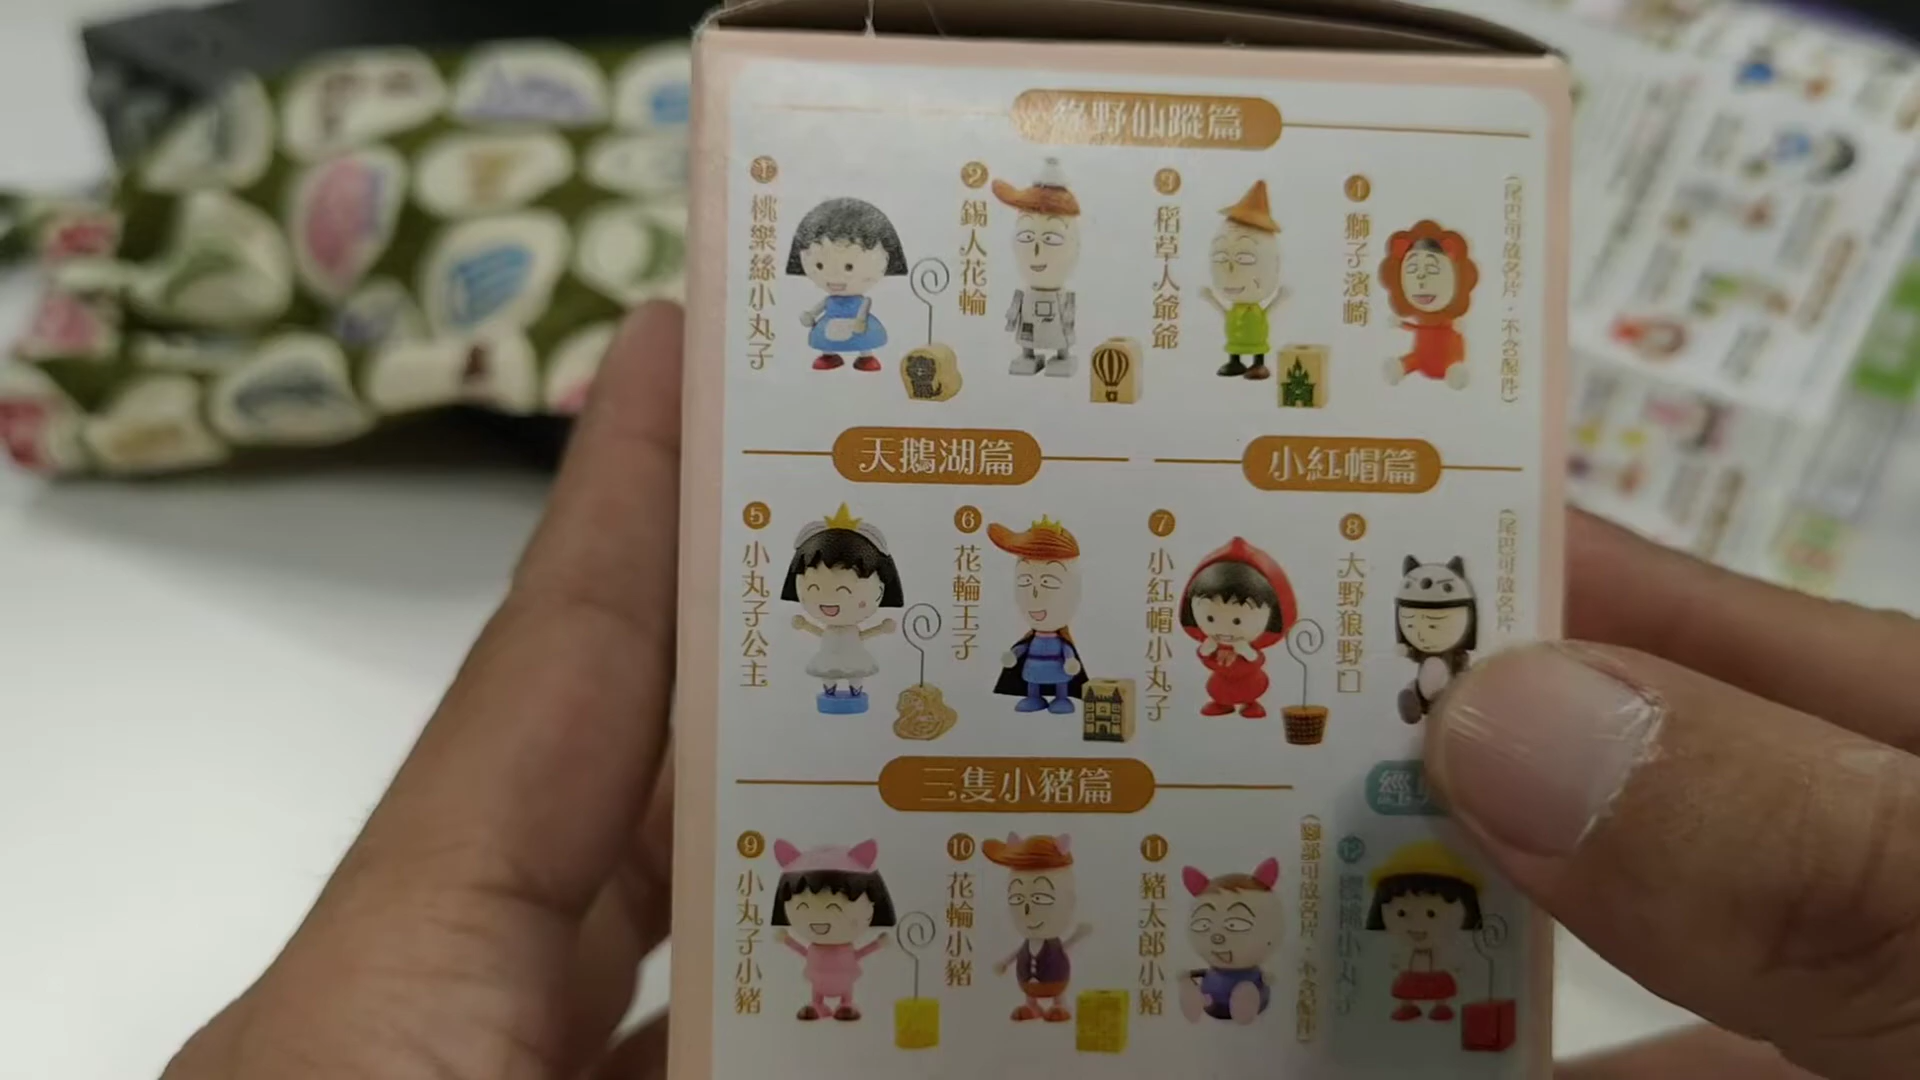 綠野仙蹤篇
1 桃樂絲小丸子
2 錫人花輪
3 稻草人爺爺
4 獅子濱崎
(尾巴可放名片,不含配件)
天鵝湖篇
小紅帽篇
5 小丸子公主
6 花輪王子
7 小紅帽小丸子
8 大野狼野口
(尾巴可放名片
三隻小豬篇
經
9 小丸子小豬
10 花輪小豬
11 豬太郎小豬
(腳部可放名片,不含配件)
12
小丸子